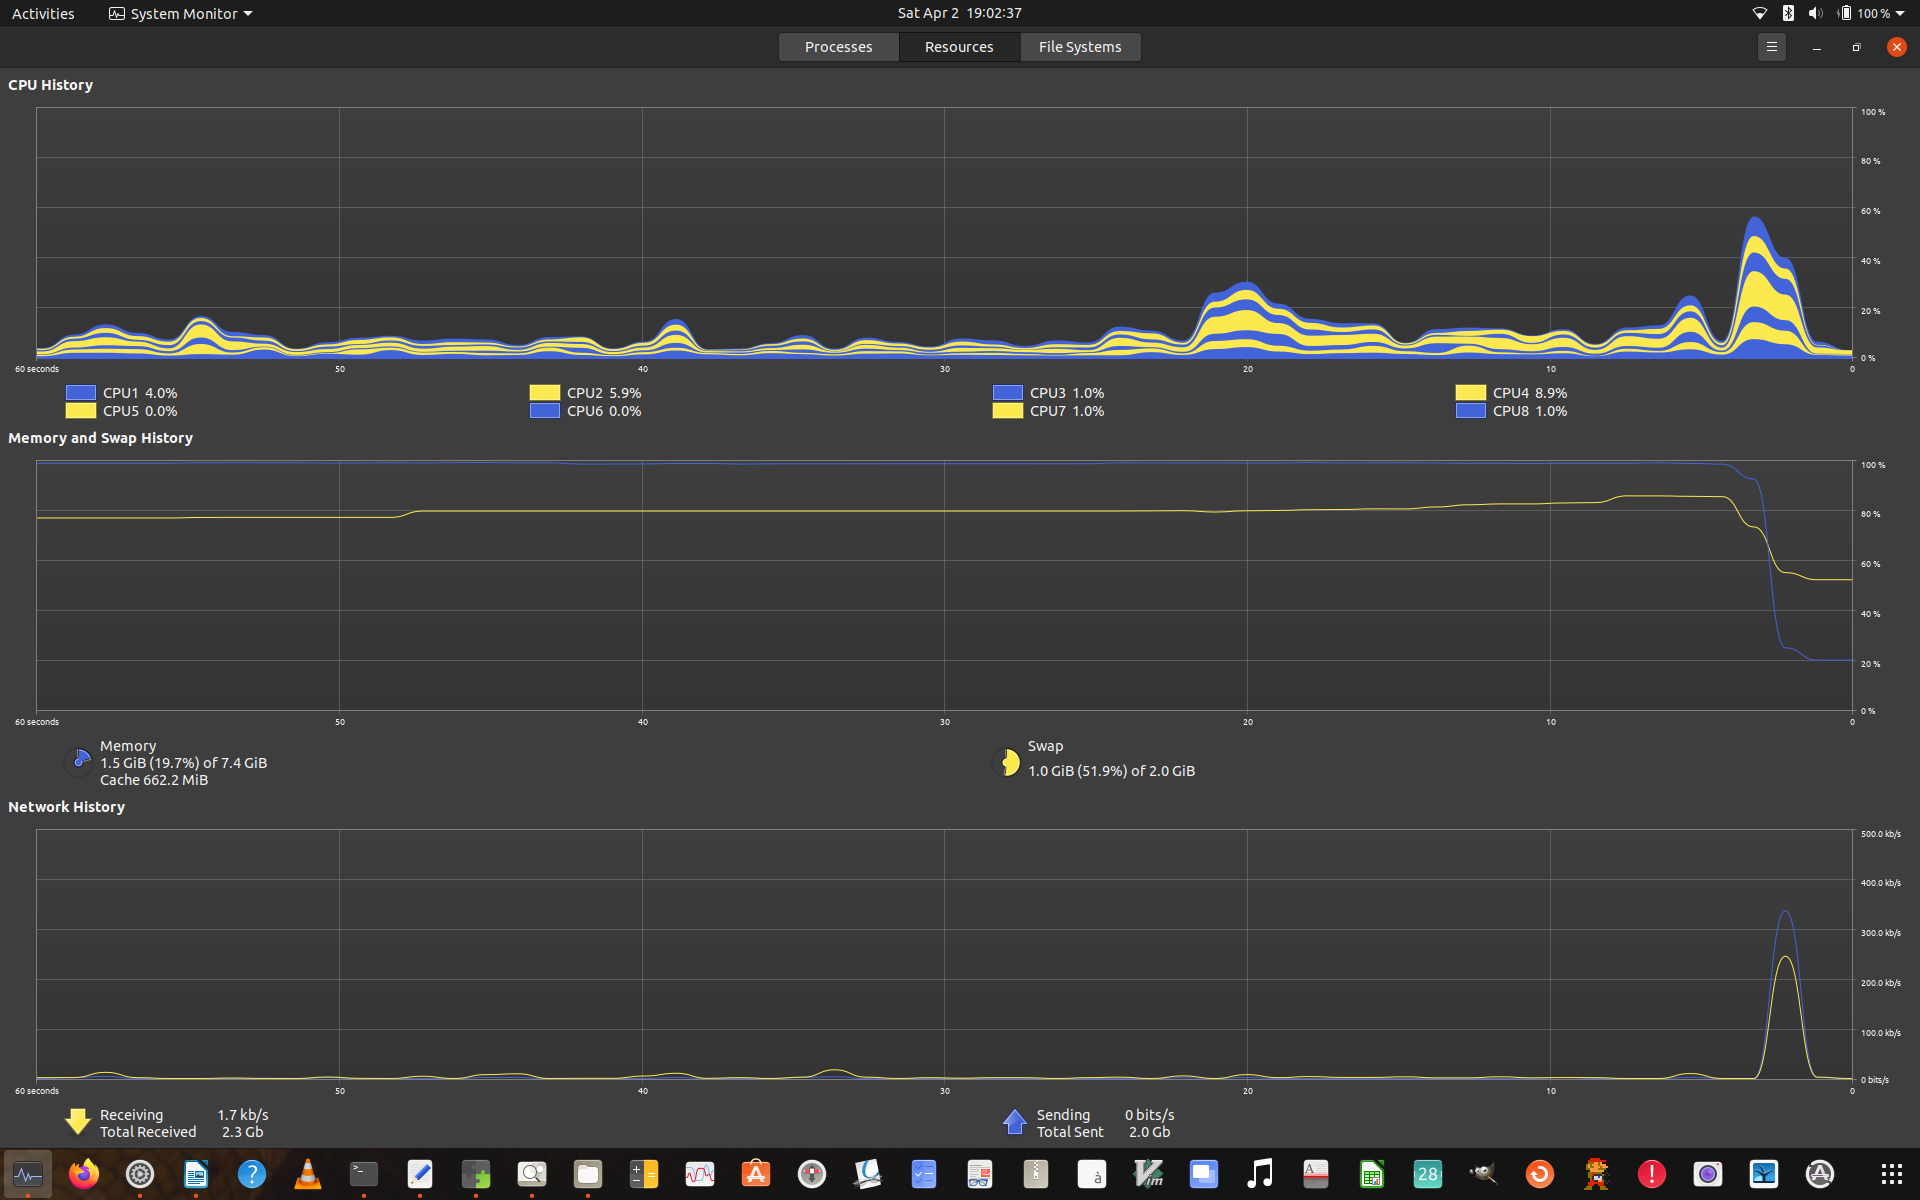 Activities System Monitor Sat Apr 2 19:02:37 100 %
Processes Resources File Systems
CPU History
100 %
80 %
60 %
40 %
20 %
0 %
60 seconds 50 40 30 20 10 0
CPU1 4.0% CPU2 5.9% CPU3 1.0% CPU4 8.9%
CPU5 0.0% CPU6 0.0% CPU7 1.0% CPU8 1.0%
Memory and Swap History
100 %
80 %
60 %
40 %
20 %
0 %
60 seconds 50 40 30 20 10 0
Memory Swap
1.5 GiB (19.7%) of 7.4 GiB 1.0 GiB (51.9%) of 2.0 GiB
Cache 662.2 MiB
Network History
500.0 kb/s
400.0 kb/s
300.0 kb/s
200.0 kb/s
100.0 kb/s
0 bits/s
60 seconds 50 40 30 20 10 0
Receiving 1.7 kb/s Sending 0 bits/s
Total Received 2.3 Gb Total Sent 2.0 Gb
? >_ A à Vim A 28 ! A